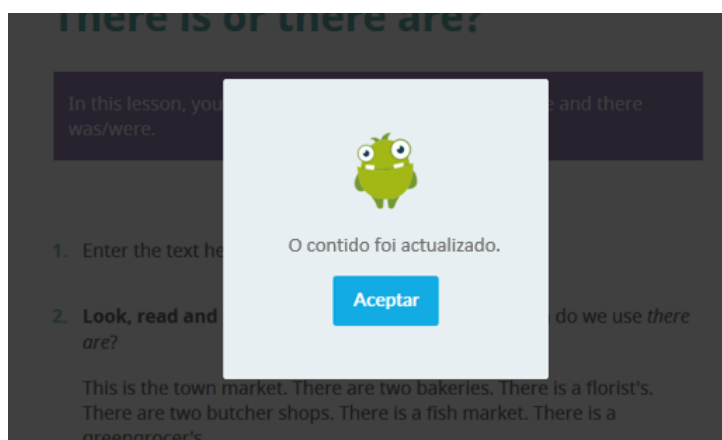 There is or there are?
In this lesson, you e and there
was/were.
O contido foi actualizado.
Aceptar
1. Enter the text he
2. Look, read and do we use there
are?
This is the town market. There are two bakeries. There is a florist's.
There are two butcher shops. There is a fish market. There is a
greengrocer's